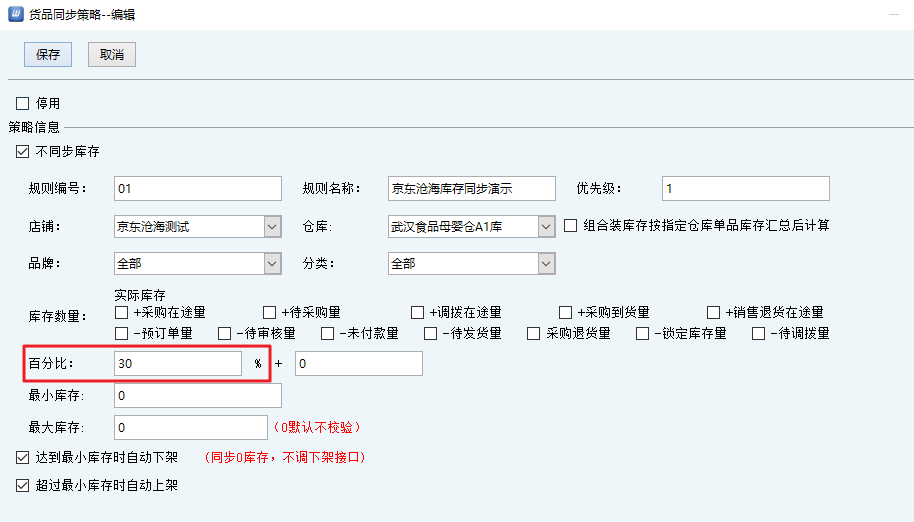 货品同步策略--编辑
保存 取消
停用
策略信息
不同步库存
规则编号： 01 规则名称： 京东沧海库存同步演示 优先级： 1
店铺： 京东沧海测试 仓库： 武汉食品母婴仓A1库 组合装库存按指定仓库单品库存汇总后计算
品牌： 全部 分类： 全部
实际库存
库存数量： +采购在途量 +待采购量 +调拨在途量 +采购到货量 +销售退货在途量
-预订单量 -待审核量 -未付款量 -待发货量 采购退货量 -锁定库存量 -待调拨量
百分比： 30 % + 0
最小库存： 0
最大库存： 0 （0默认不校验）
达到最小库存时自动下架 （同步0库存，不调下架接口）
超过最小库存时自动上架